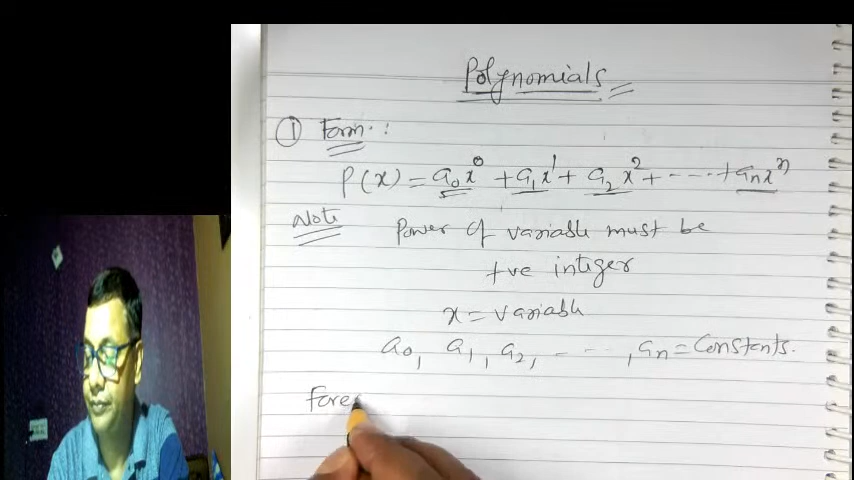 Polynomials
① Form :
P(x) = a₀x⁰ + a₁x¹ + a₂x² + - - - - + aₙxⁿ
Note Power of variable must be
+ve integer
x = variable
a₀, a₁, a₂, - - - - , aₙ = Constants.
fore